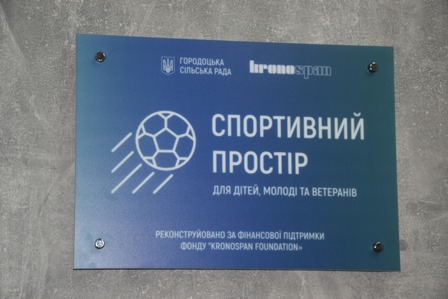 ГОРОДОЦЬКА
СІЛЬСЬКА РАДА
kronospan
СПОРТИВНИЙ
ПРОСТІР
ДЛЯ ДІТЕЙ, МОЛОДІ ТА ВЕТЕРАНІВ
РЕКОНСТРУЙОВАНО ЗА ФІНАНСОВОЇ ПІДТРИМКИ
ФОНДУ "KRONOSPAN FOUNDATION»